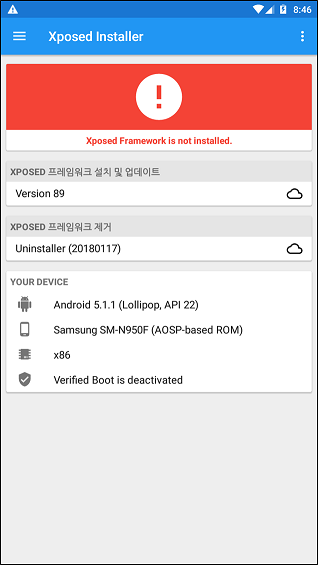 8:46
Xposed Installer
Xposed Framework is not installed.
XPOSED 프레임워크 설치 및 업데이트
Version 89
XPOSED 프레임워크 제거
Uninstaller (20180117)
YOUR DEVICE
Android 5.1.1 (Lollipop, API 22)
Samsung SM-N950F (AOSP-based ROM)
x86
Verified Boot is deactivated